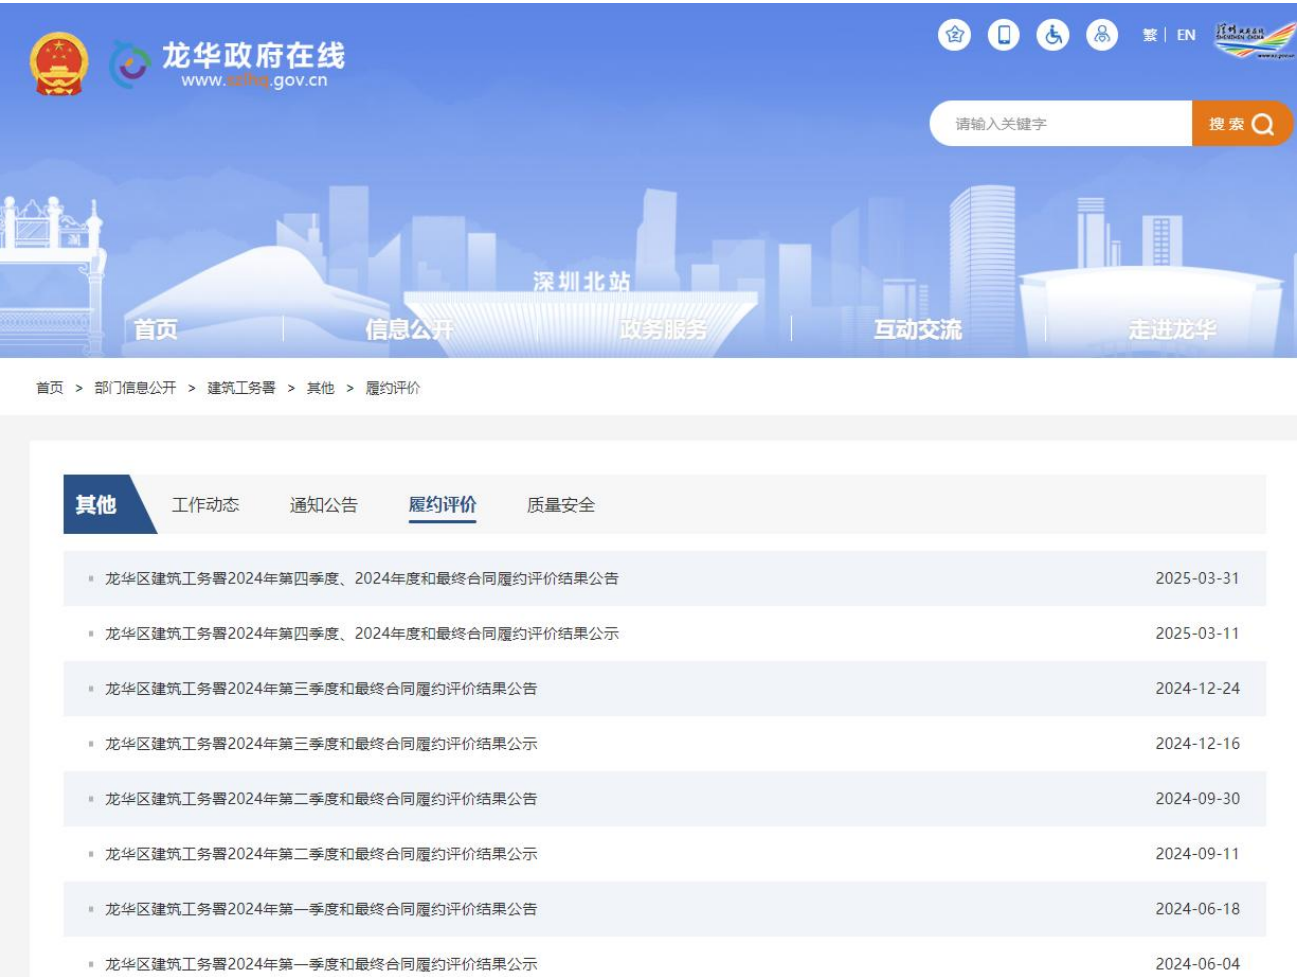 龙华政府在线
www.szlhq.gov.cn
繁 | EN
请输入关键字
搜索
深圳北站
首页
信息公开
政务服务
互动交流
走进龙华
首页 > 部门信息公开 > 建筑工务署 > 其他 > 履约评价
其他 工作动态 通知公告 履约评价 质量安全
龙华区建筑工务署2024年第四季度、2024年度和最终合同履约评价结果公告 2025-03-31
龙华区建筑工务署2024年第四季度、2024年度和最终合同履约评价结果公示 2025-03-11
龙华区建筑工务署2024年第三季度和最终合同履约评价结果公告 2024-12-24
龙华区建筑工务署2024年第三季度和最终合同履约评价结果公示 2024-12-16
龙华区建筑工务署2024年第二季度和最终合同履约评价结果公告 2024-09-30
龙华区建筑工务署2024年第二季度和最终合同履约评价结果公示 2024-09-11
龙华区建筑工务署2024年第一季度和最终合同履约评价结果公告 2024-06-18
龙华区建筑工务署2024年第一季度和最终合同履约评价结果公示 2024-06-04